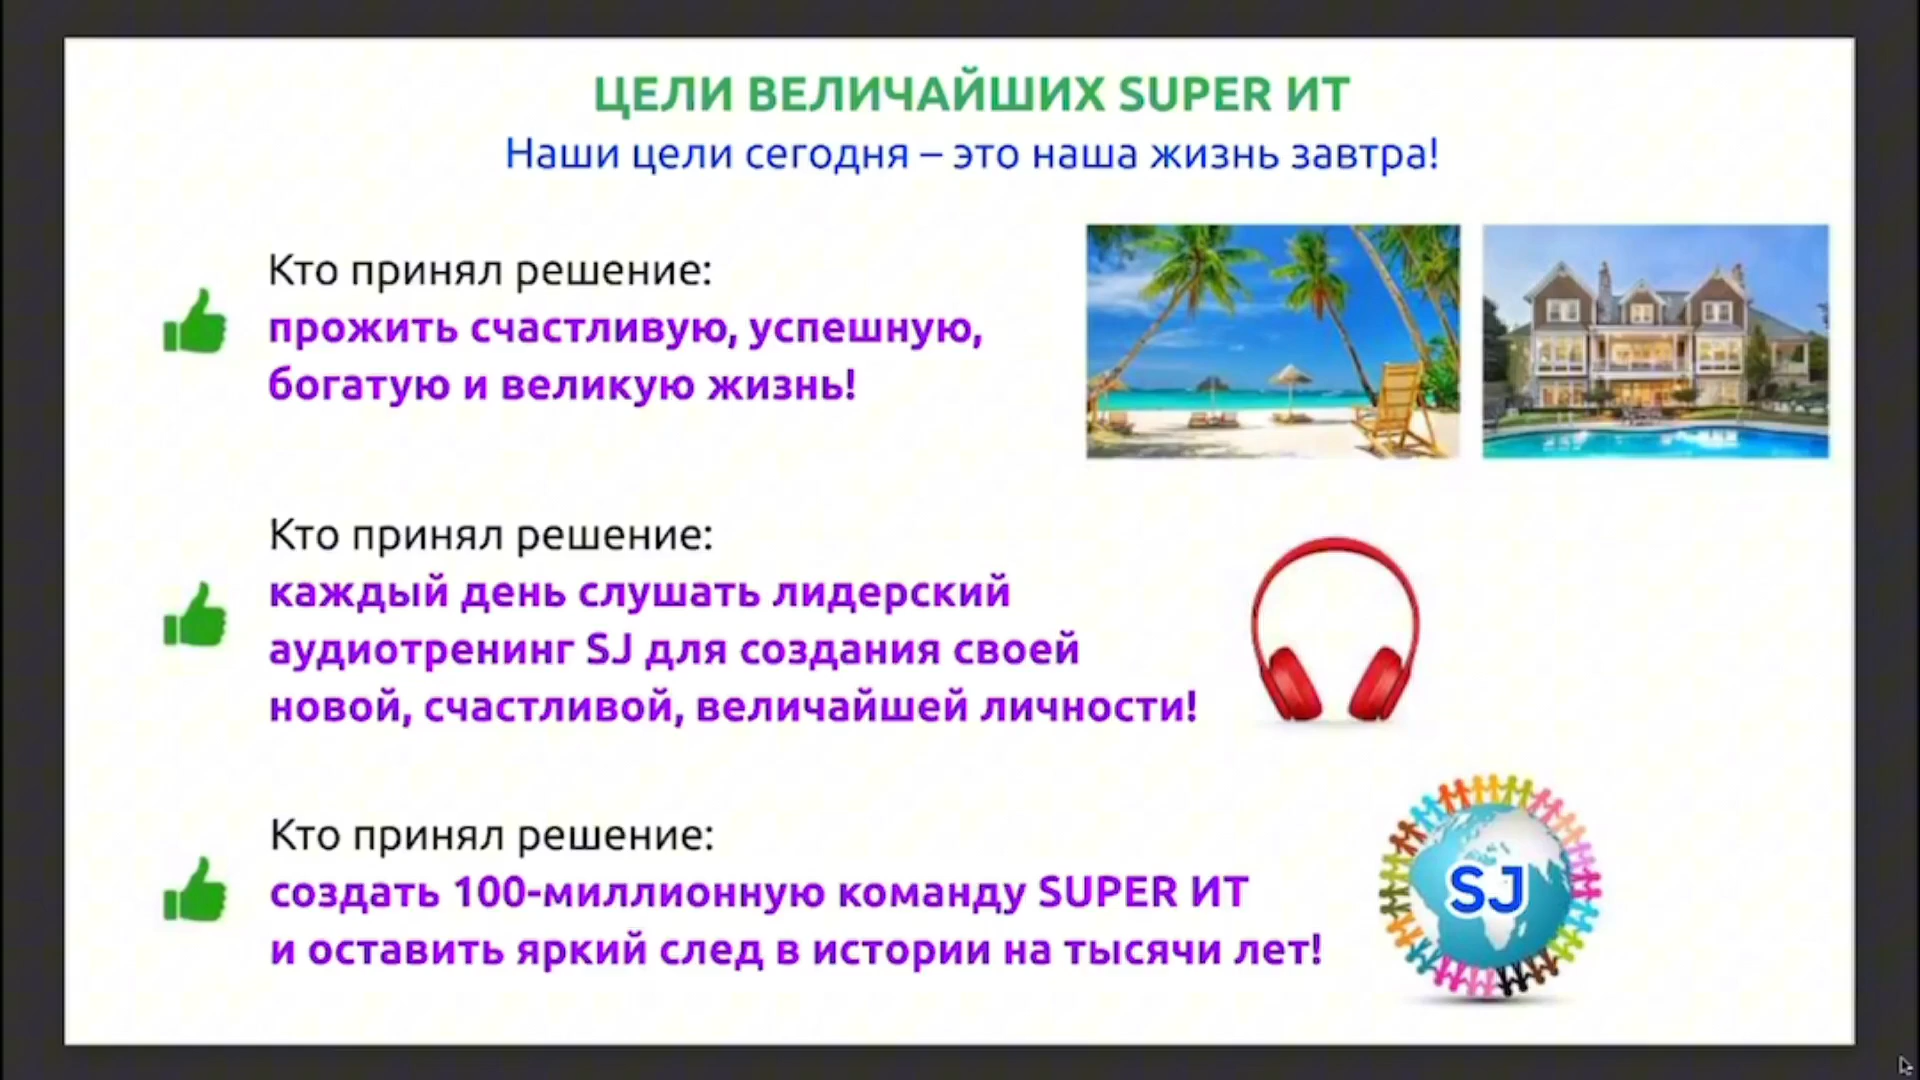 ЦЕЛИ ВЕЛИЧАЙШИХ SUPER ИТ
Наши цели сегодня – это наша жизнь завтра!
Кто принял решение:
прожить счастливую, успешную,
богатую и великую жизнь!
Кто принял решение:
каждый день слушать лидерский
аудиотренинг SJ для создания своей
новой, счастливой, величайшей личности!
Кто принял решение:
создать 100-миллионную команду SUPER ИТ
и оставить яркий след в истории на тысячи лет!
SJ